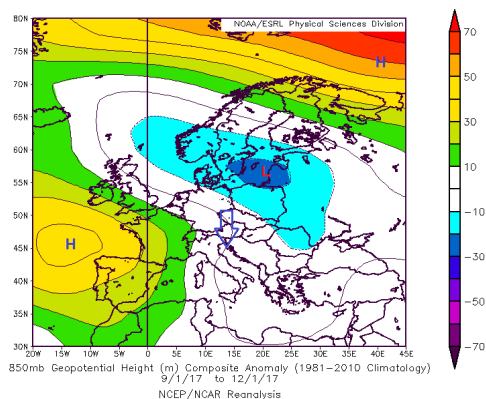 NOAA/ESRL Physical Sciences Division
80N
75N
70N
65N
60N
55N
50N
45N
40N
35N
30N
H
L
H
20W 15W 10W 5W 0 5E 10E 15E 20E 25E 30E 35E 40E 45E
70
50
30
10
−10
−30
−50
−70
850mb Geopotential Height (m) Composite Anomaly (1981−2010 Climatology)
9/1/17 to 12/1/17
NCEP/NCAR Reanalysis